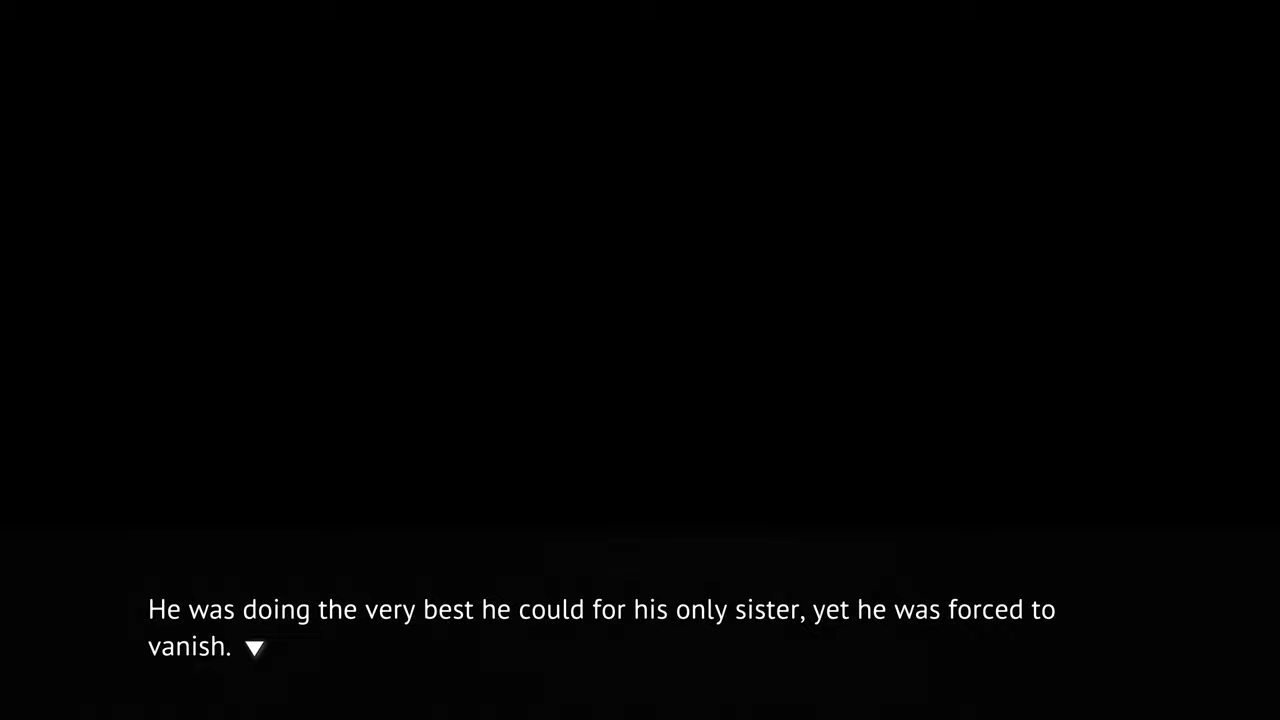 He was doing the very best he could for his only sister, yet he was forced to
vanish.